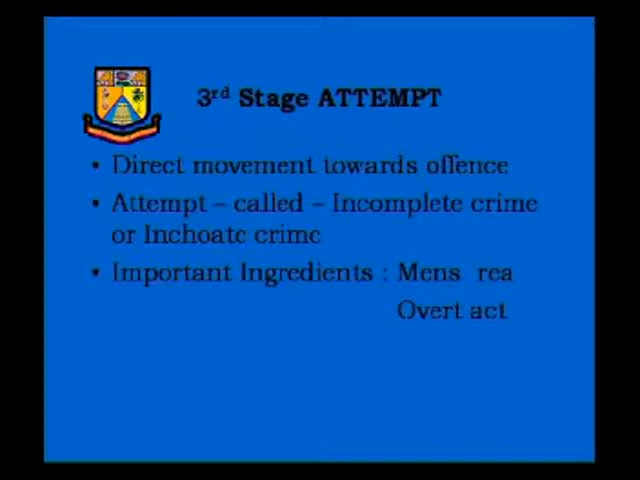 3rd Stage ATTEMPT
• Direct movement towards offence
• Attempt – called – Incomplete crime
or Inchoate crime
• Important Ingredients : Mens rea
Overt act